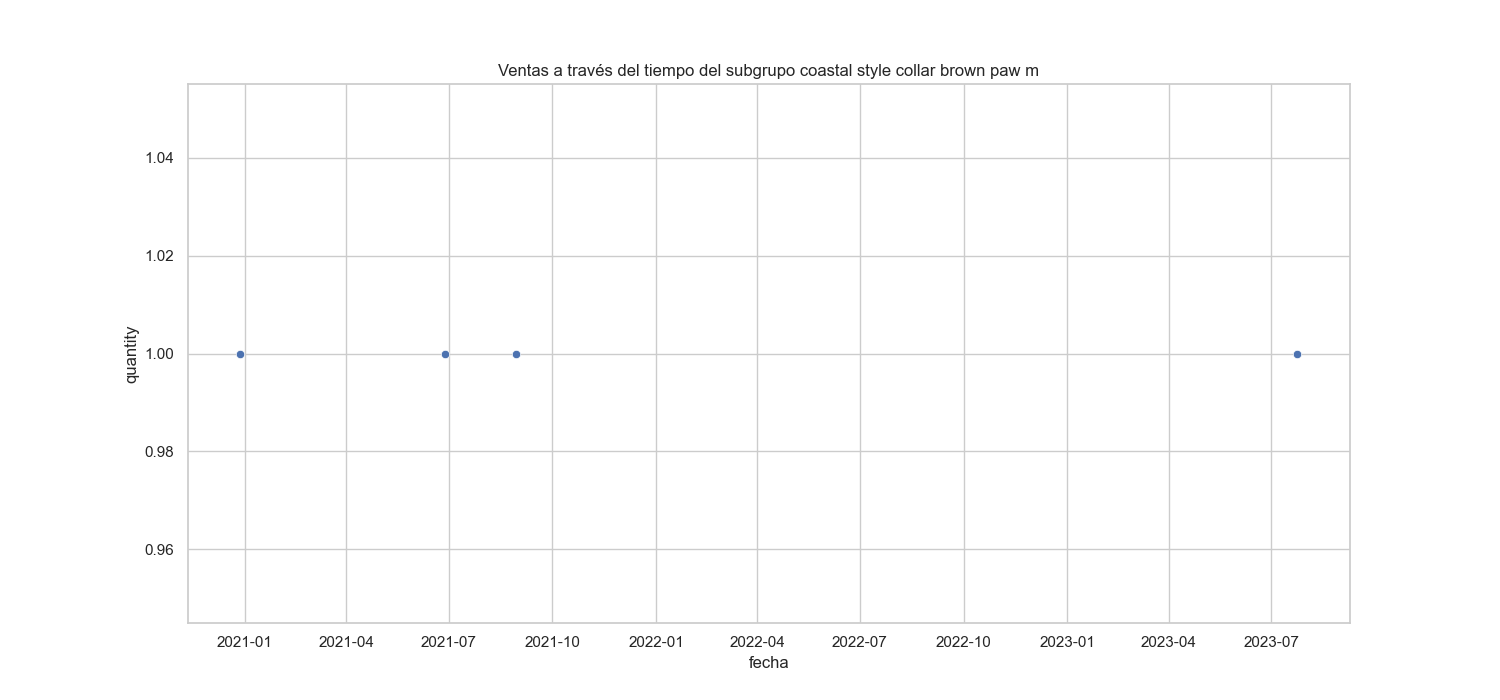 Ventas a través del tiempo del subgrupo coastal style collar brown paw m
1.04
1.02
1.00
0.98
0.96
quantity
2021-01 2021-04 2021-07 2021-10 2022-01 2022-04 2022-07 2022-10 2023-01 2023-04 2023-07
fecha